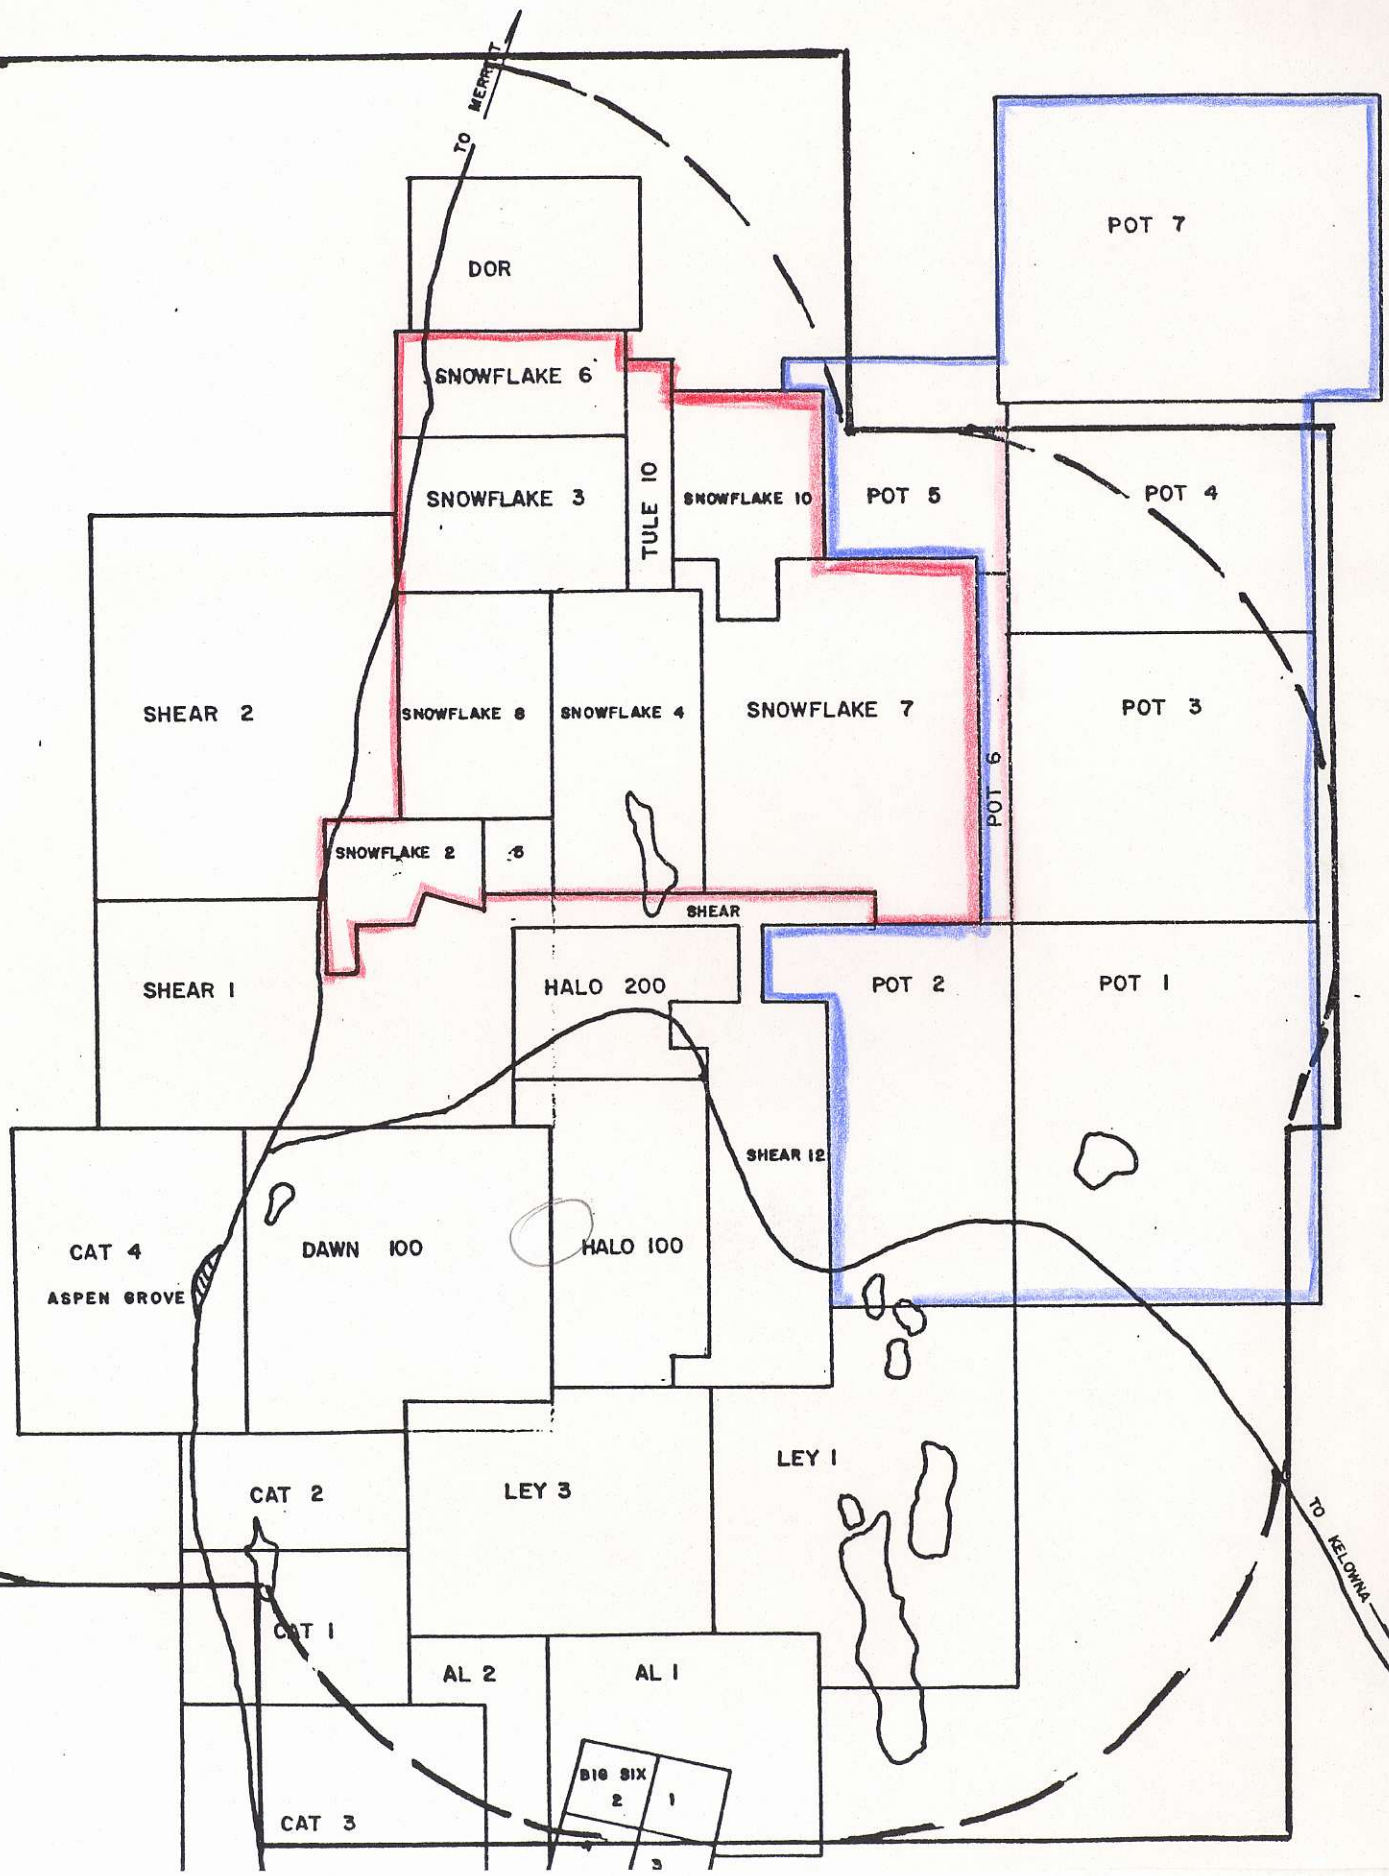 TO MERRITT
POT 7
DOR
SNOWFLAKE 6
SNOWFLAKE 3
TULE 10
SNOWFLAKE 10
POT 5
POT 4
SHEAR 2
SNOWFLAKE 8
SNOWFLAKE 4
SNOWFLAKE 7
POT 6
POT 3
SNOWFLAKE 2
5
SHEAR
SHEAR 1
HALO 200
POT 2
POT 1
SHEAR 12
CAT 4
ASPEN GROVE
DAWN 100
HALO 100
CAT 2
LEY 3
LEY 1
TO KELOWNA
CAT 1
AL 2
AL 1
BIG SIX
2
1
CAT 3
3